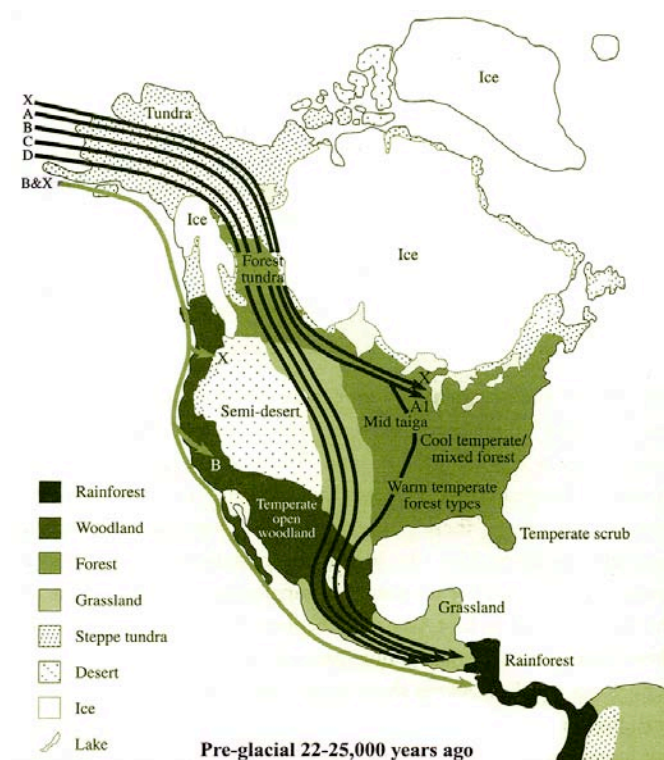 Ice
X
A
B
C
D
B&X
Tundra
Ice
Ice
Forest
tundra
X
X
A1
Mid taiga
Semi-desert
Cool temperate/
mixed forest
B
Warm temperate
forest types
Temperate
open
woodland
Temperate scrub
Rainforest
Woodland
Forest
Grassland
Steppe tundra
Desert
Ice
Lake
Grassland
Rainforest
Pre-glacial 22-25,000 years ago